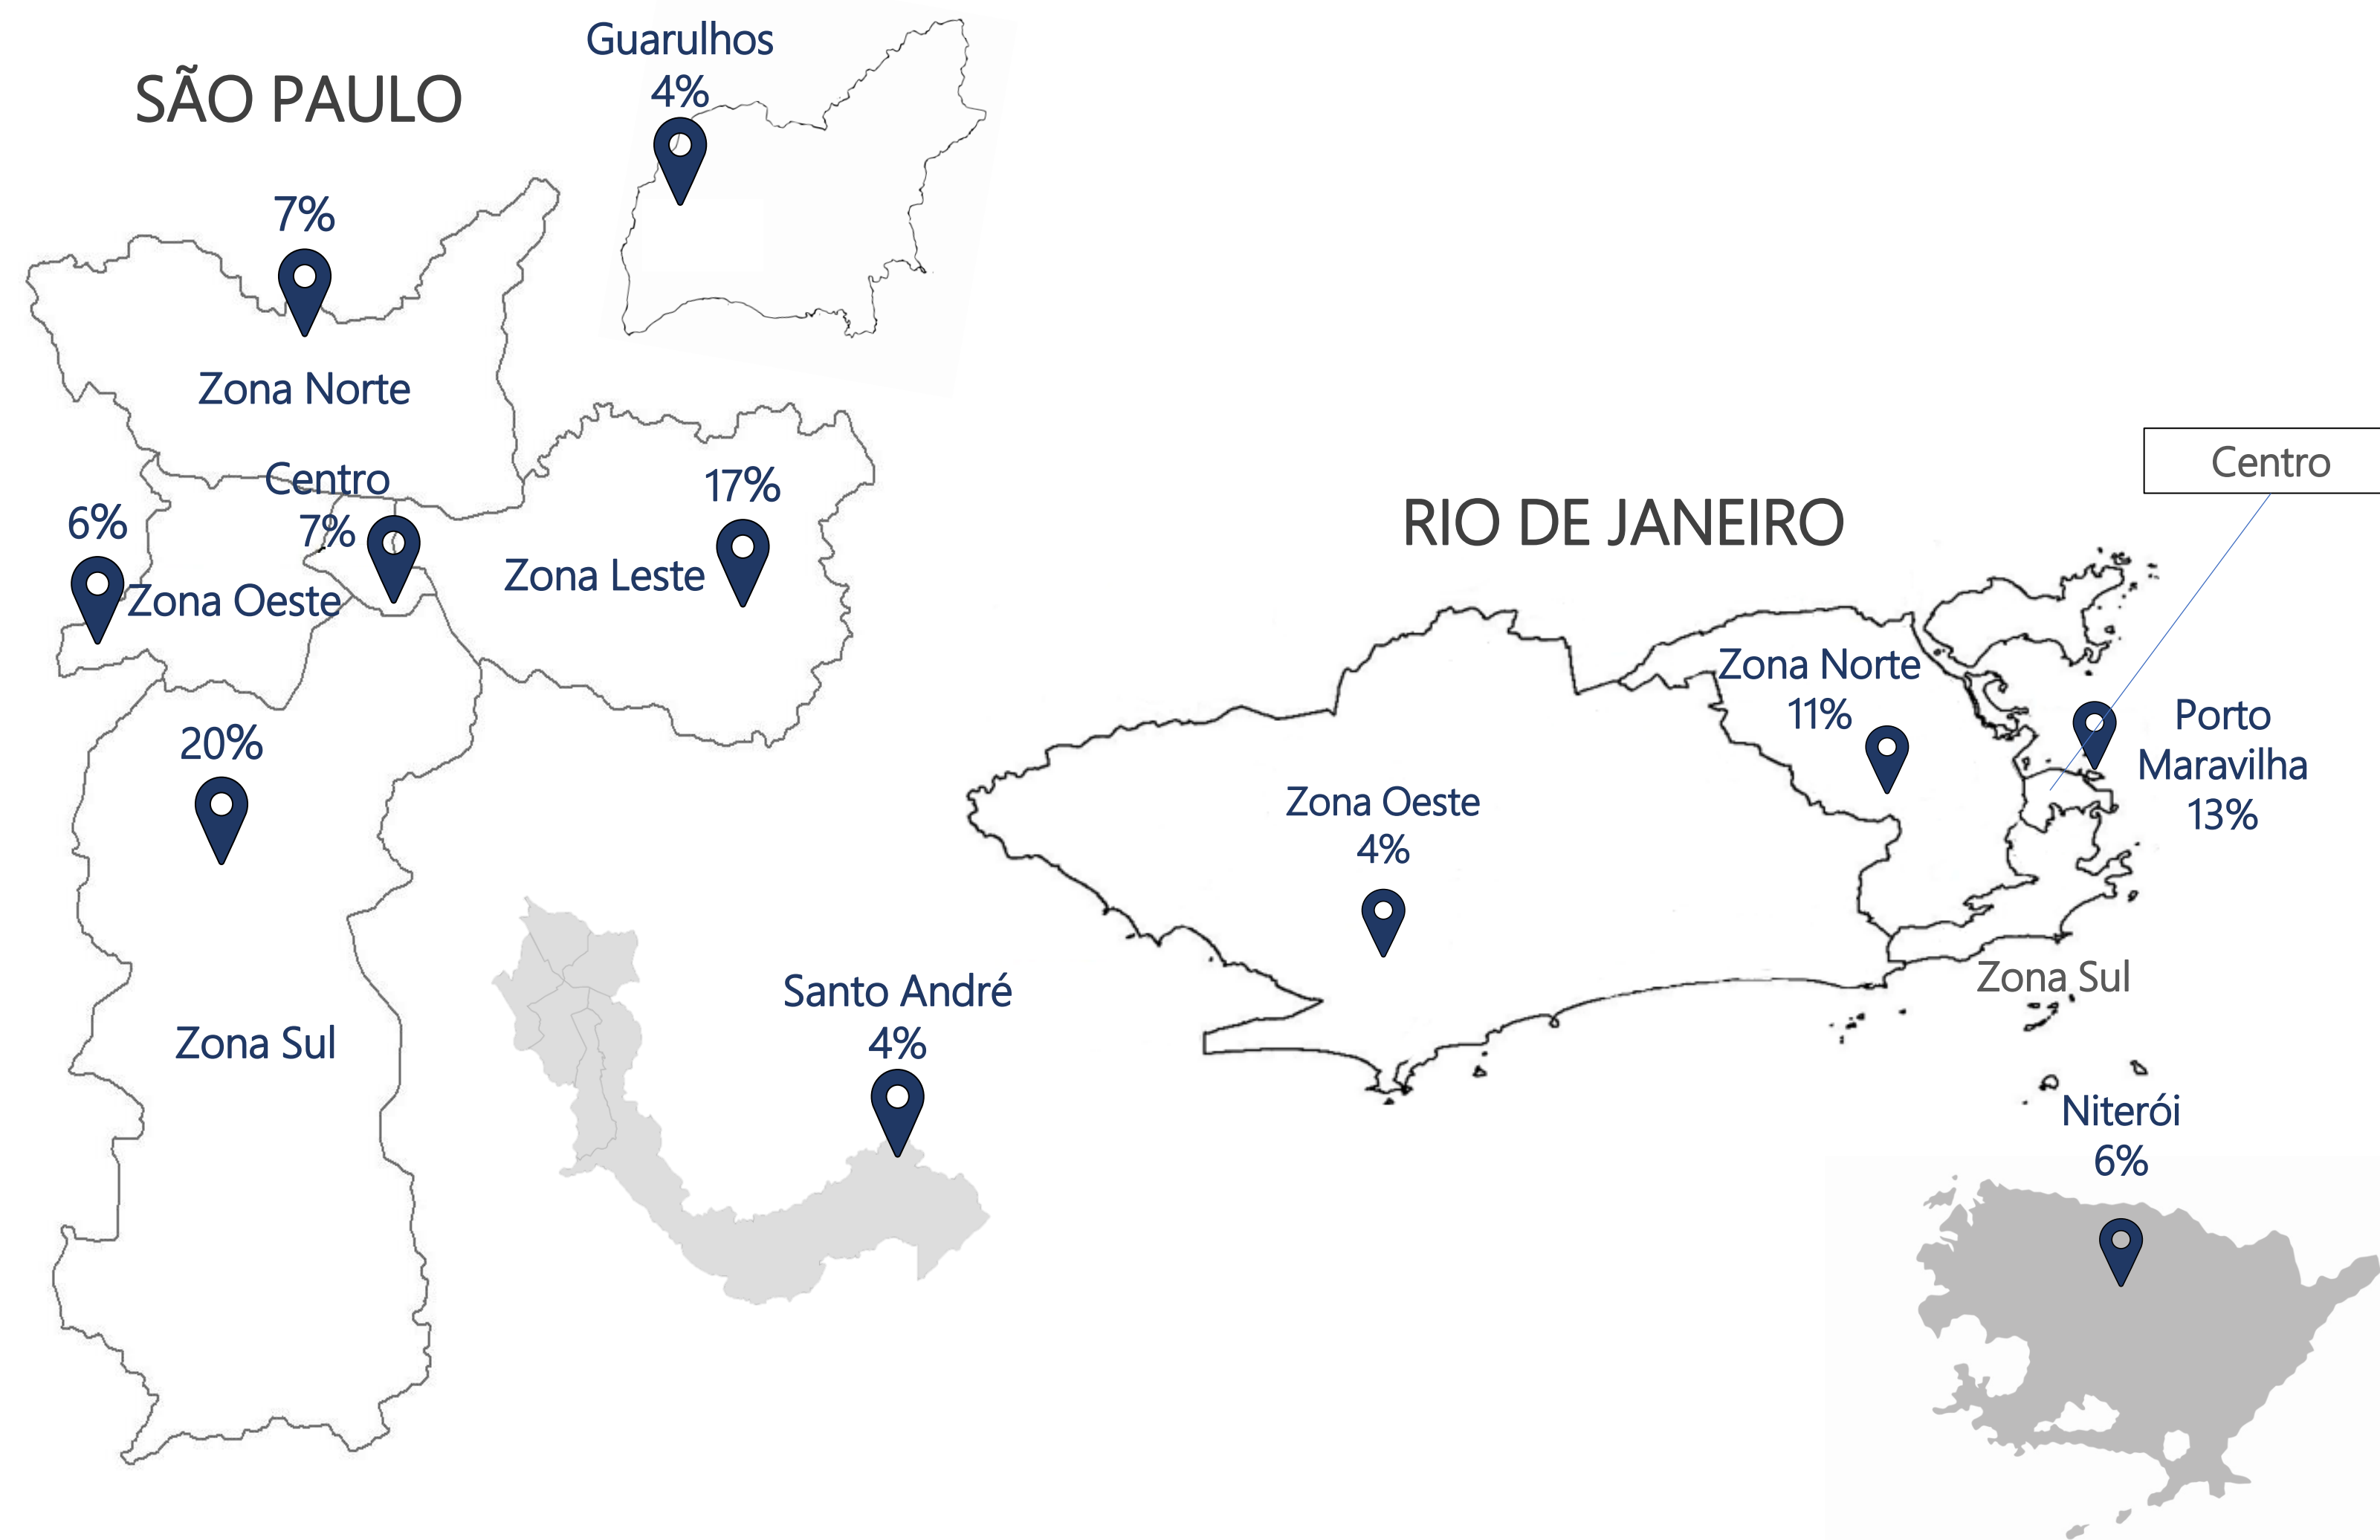 SÃO PAULO
Guarulhos
4%
7%
Zona Norte
Centro
7%
6%
Zona Oeste
17%
Zona Leste
20%
Zona Sul
Santo André
4%
RIO DE JANEIRO
Centro
Zona Norte
11%
Porto
Maravilha
13%
Zona Oeste
4%
Zona Sul
Niterói
6%